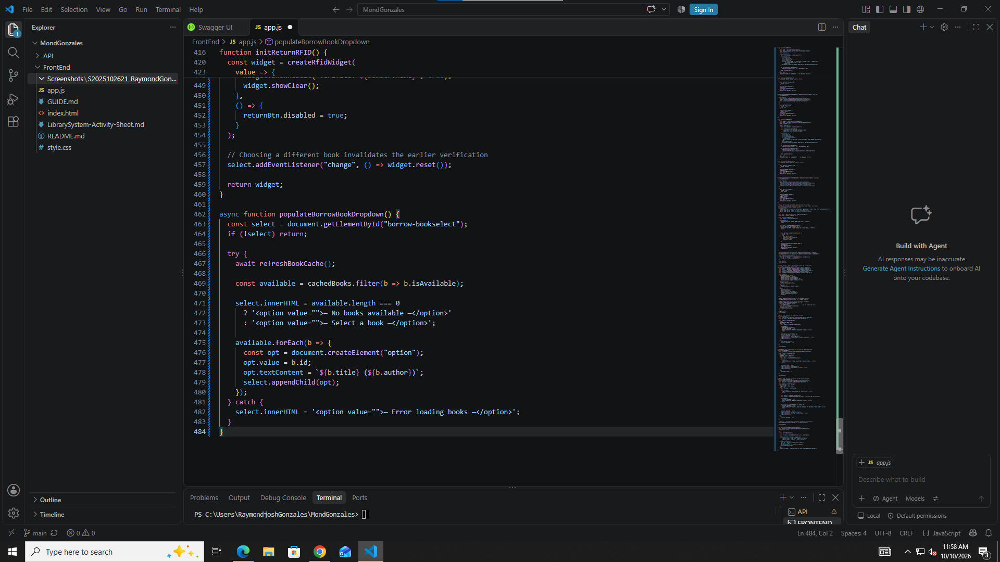 File Edit Selection View Go Run Terminal Help
MondGonzales
Sign In
Explorer
MondGonzales
API
FrontEnd
Screenshots\S2025102621_RaymondGon...
JS app.js
GUIDE.md
index.html
LibrarySystem-Activity-Sheet.md
README.md
# style.css
Outline
Timeline
Swagger UI
JS app.js
FrontEnd > JS app.js > populateBorrowBookDropdown
416 function initReturnRFID() {
420 const widget = createRfidWidget(
423 value => {
449 widget.showClear();
450 },
451 () => {
452 returnBtn.disabled = true;
453 }
454 );
455
456 // Choosing a different book invalidates the earlier verification
457 select.addEventListener("change", () => widget.reset());
458
459 return widget;
460 }
461
462 async function populateBorrowBookDropdown() {
463 const select = document.getElementById("borrow-bookselect");
464 if (!select) return;
465
466 try {
467 await refreshBookCache();
468
469 const available = cachedBooks.filter(b => b.isAvailable);
470
471 select.innerHTML = available.length === 0
472 ? '<option value="">— No books available —</option>'
473 : '<option value="">— Select a book —</option>';
474
475 available.forEach(b => {
476 const opt = document.createElement("option");
477 opt.value = b.id;
478 opt.textContent = `${b.title} (${b.author})`;
479 select.appendChild(opt);
480 });
481 } catch {
482 select.innerHTML = '<option value="">— Error loading books —</option>';
483 }
484 }
Problems Output Debug Console Terminal Ports
PS C:\Users\RaymondjoshGonzales\MondGonzales>
API
FRONTEND
Chat
Build with Agent
AI responses may be inaccurate
Generate Agent Instructions to onboard AI
onto your codebase.
JS app.js
Describe what to build
Agent Models
Local Default permissions
main 0 0
Ln 484, Col 2 Spaces: 4 UTF-8 CRLF { } JavaScript
Type here to search
11:58 AM
10/10/2026
3